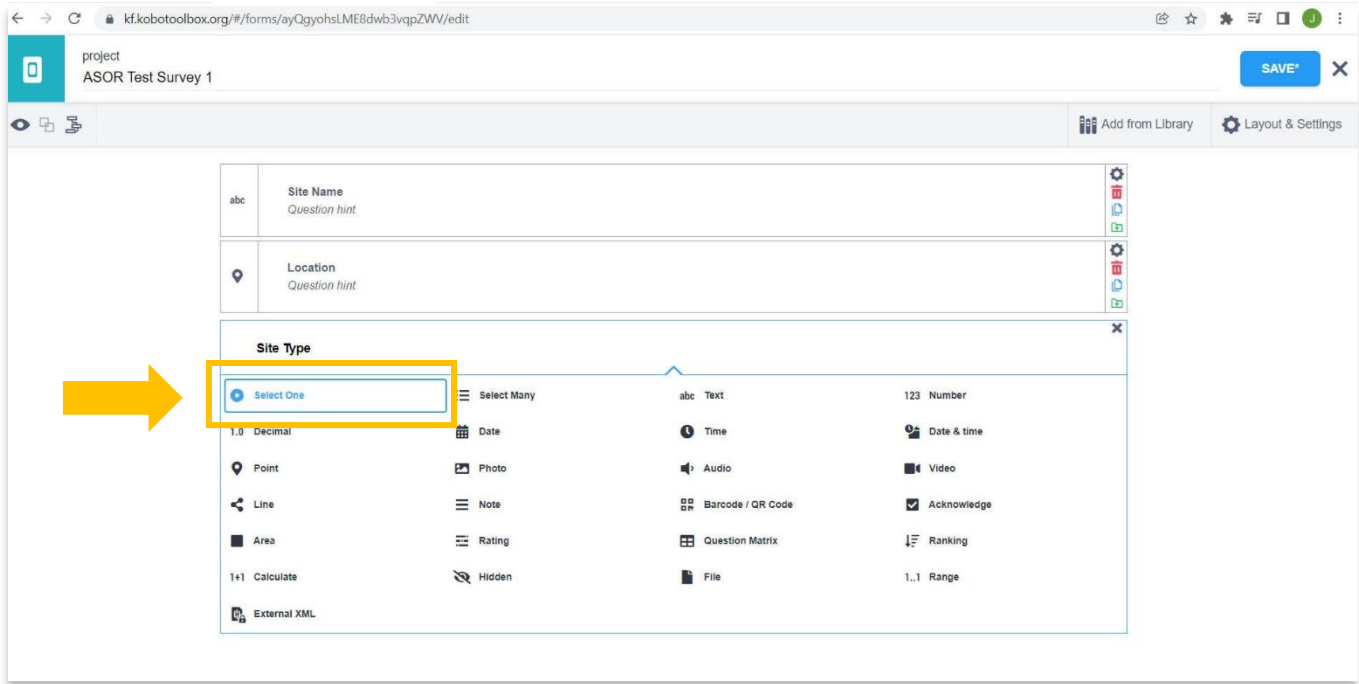 kf.kobotoolbox.org/#/forms/ayQgyohsLME8dwb3vqpZWV/edit
J
project
ASOR Test Survey 1
SAVE*
Add from Library
Layout & Settings
abc
Site Name
Question hint
Location
Question hint
Site Type
Select One
Select Many
abc Text
123 Number
1.0 Decimal
Date
Time
Date & time
Point
Photo
Audio
Video
Line
Note
Barcode / QR Code
Acknowledge
Area
Rating
Question Matrix
Ranking
1+1 Calculate
Hidden
File
1..1 Range
External XML